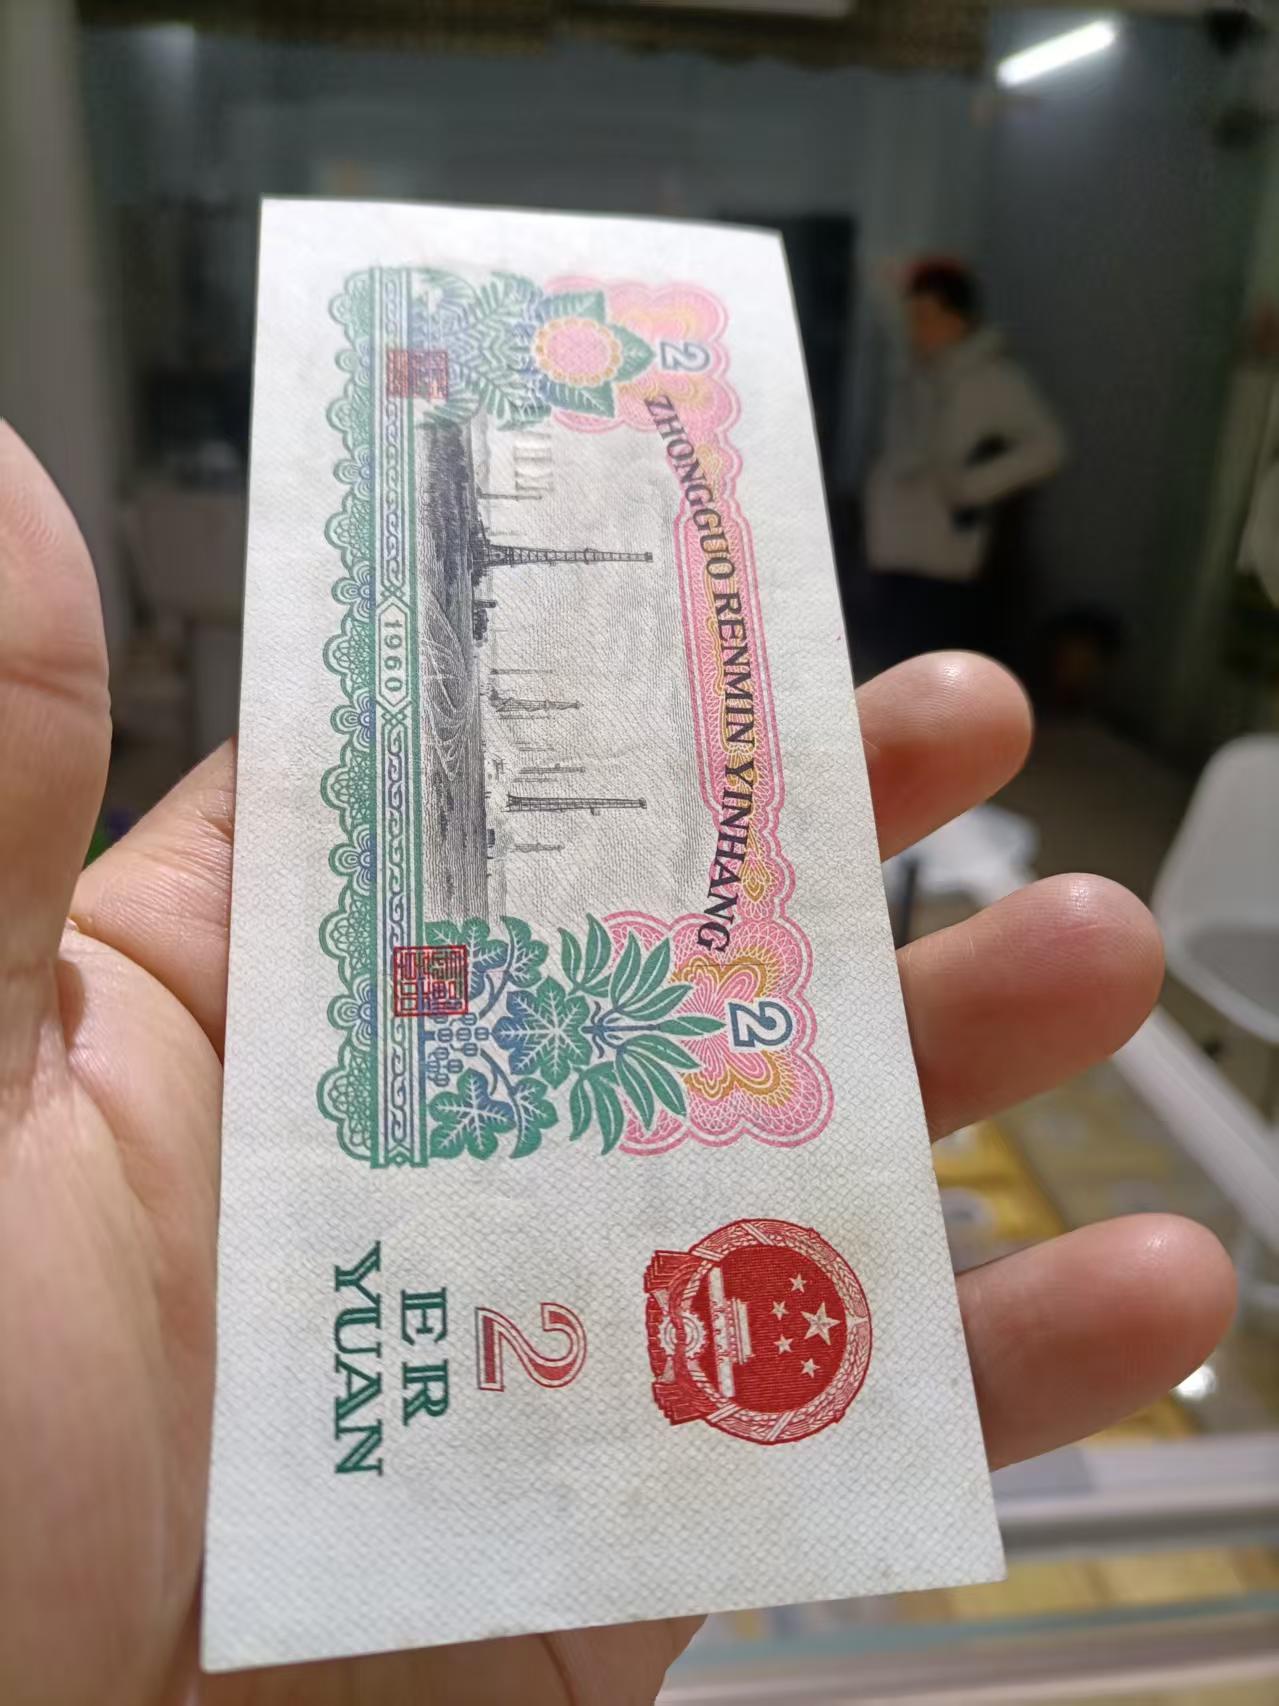 ZHONGGUO RENMIN YINHANG
2
2
1960
2
ER
YUAN